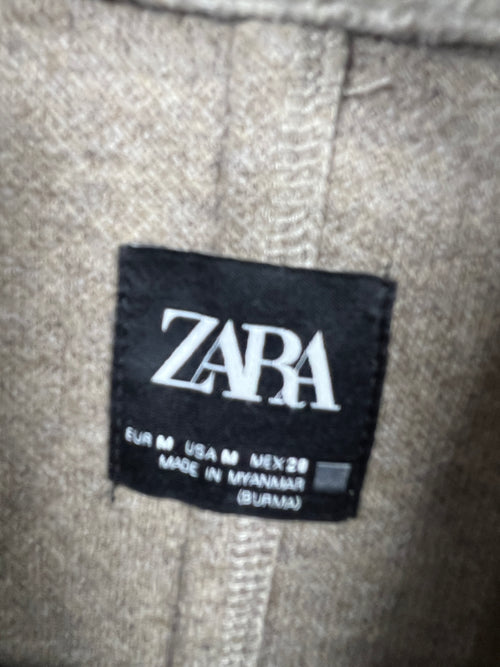 ZARA
EUR M USA M MEX 28
MADE IN MYANMAR
(BURMA)